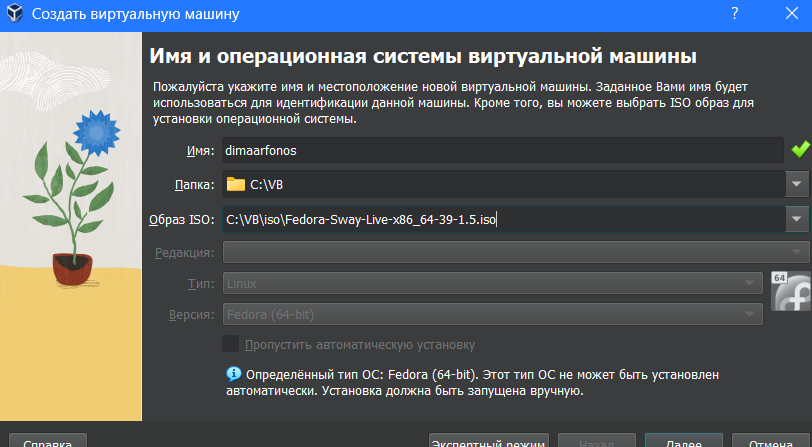 Создать виртуальную машину
?
Имя и операционная системы виртуальной машины
Пожалуйста укажите имя и местоположение новой виртуальной машины. Заданное Вами имя будет
использоваться для идентификации данной машины. Кроме того, вы можете выбрать ISO образ для
установки операционной системы.
Имя: dimaarfonos
Папка: C:\VB
Образ ISO: C:\VB\iso\Fedora-Sway-Live-x86_64-39-1.5.iso
Редакция:
Тип: Linux
64
Версия: Fedora (64-bit)
Пропустить автоматическую установку
Определённый тип ОС: Fedora (64-bit). Этот тип ОС не может быть установлен
автоматически. Установка должна быть запущена вручную.
Справка Экспертный режим Назад Далее Отмена